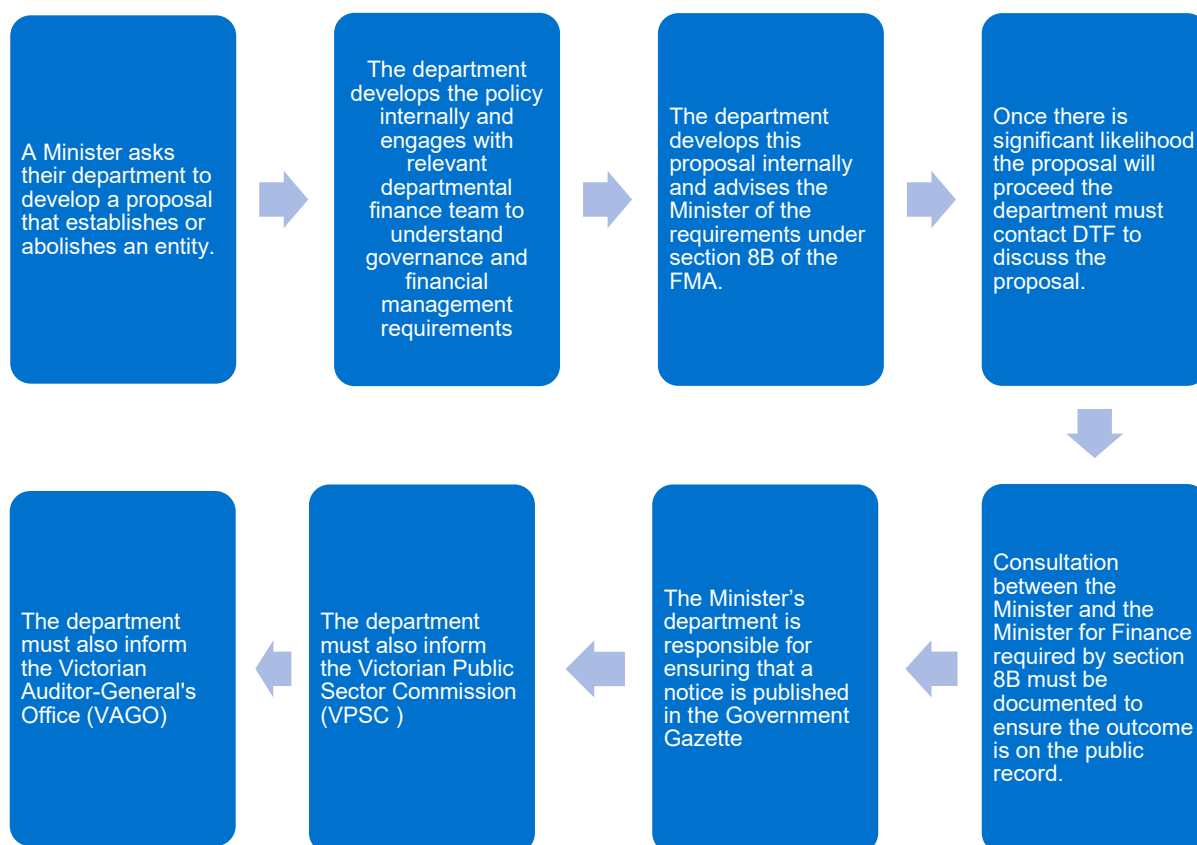 A Minister asks
their department to
develop a proposal
that establishes or
abolishes an entity.
The department
develops the policy
internally and
engages with
relevant
departmental
finance team to
understand
governance and
financial
management
requirements
The department
develops this
proposal internally
and advises the
Minister of the
requirements under
section 8B of the
FMA.
Once there is
significant likelihood
the proposal will
proceed the
department must
contact DTF to
discuss the
proposal.
Consultation
between the
Minister and the
Minister for Finance
required by section
8B must be
documented to
ensure the outcome
is on the public
record.
The Minister’s
department is
responsible for
ensuring that a
notice is published
in the Government
Gazette
The department
must also inform
the Victorian Public
Sector Commission
(VPSC )
The department
must also inform
the Victorian
Auditor-General's
Office (VAGO)